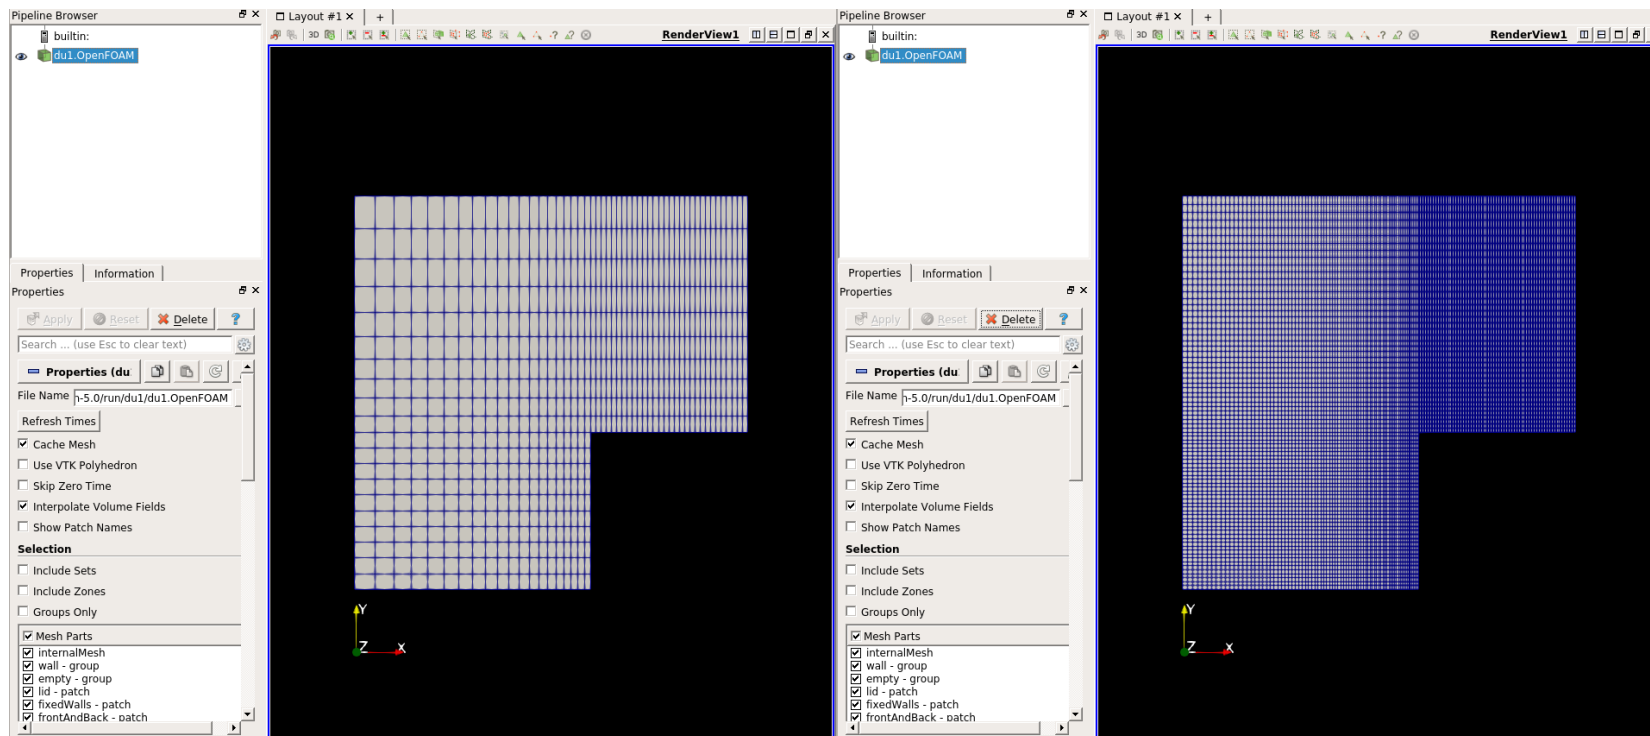 Pipeline Browser
builtin:
du1.OpenFOAM
Layout #1
+
3D
RenderView1
Properties
Information
Properties
Apply
Reset
Delete
?
Search ... (use Esc to clear text)
Properties (du
File Name
n-5.0/run/du1/du1.OpenFOAM
Refresh Times
Cache Mesh
Use VTK Polyhedron
Skip Zero Time
Interpolate Volume Fields
Show Patch Names
Selection
Include Sets
Include Zones
Groups Only
Mesh Parts
internalMesh
wall - group
empty - group
lid - patch
fixedWalls - patch
frontAndBack - patch
Y
Z
X
Pipeline Browser
builtin:
du1.OpenFOAM
Layout #1
+
3D
RenderView1
Properties
Information
Properties
Apply
Reset
Delete
?
Search ... (use Esc to clear text)
Properties (du
File Name
n-5.0/run/du1/du1.OpenFOAM
Refresh Times
Cache Mesh
Use VTK Polyhedron
Skip Zero Time
Interpolate Volume Fields
Show Patch Names
Selection
Include Sets
Include Zones
Groups Only
Mesh Parts
internalMesh
wall - group
empty - group
lid - patch
fixedWalls - patch
frontAndBack - patch
Y
Z
X